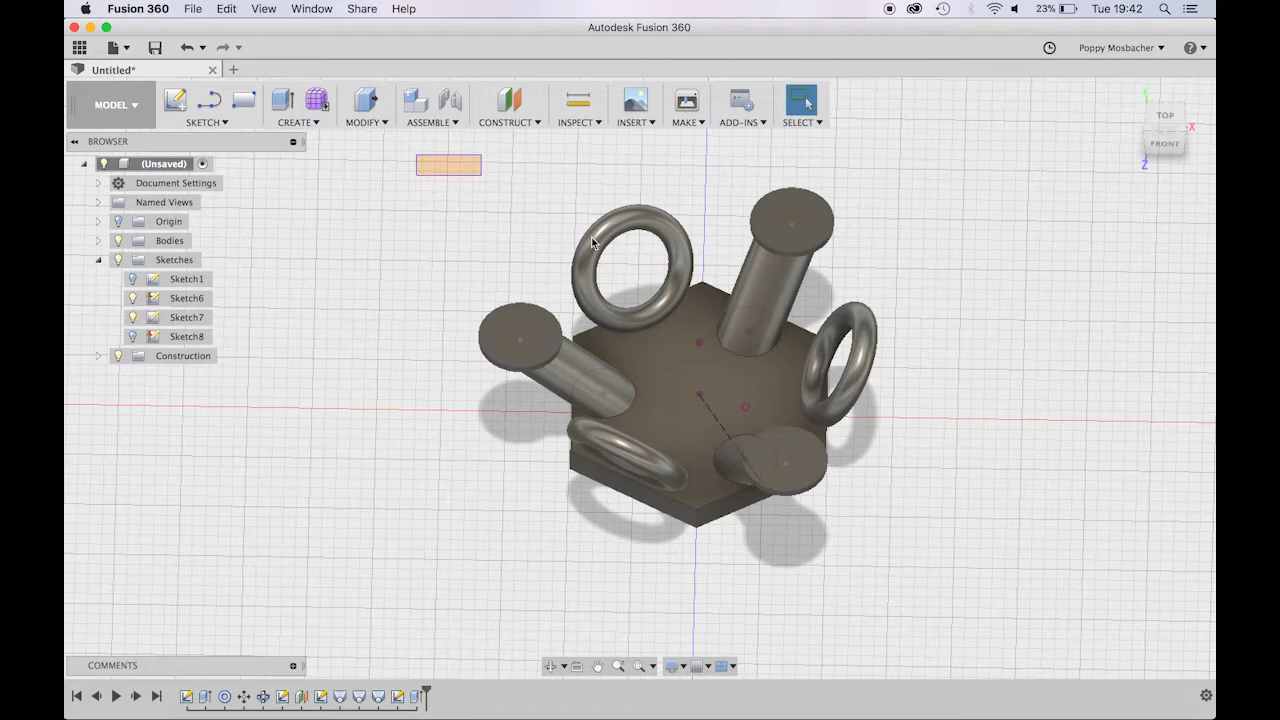 Fusion 360 File Edit View Window Share Help 23% Tue 19:42
Autodesk Fusion 360
Poppy Mosbacher
Untitled*
MODEL
SKETCH CREATE MODIFY ASSEMBLE CONSTRUCT INSPECT INSERT MAKE ADD-INS SELECT
BROWSER
(Unsaved)
Document Settings
Named Views
Origin
Bodies
Sketches
Sketch1
Sketch6
Sketch7
Sketch8
Construction
Y
TOP
X
FRONT
Z
COMMENTS